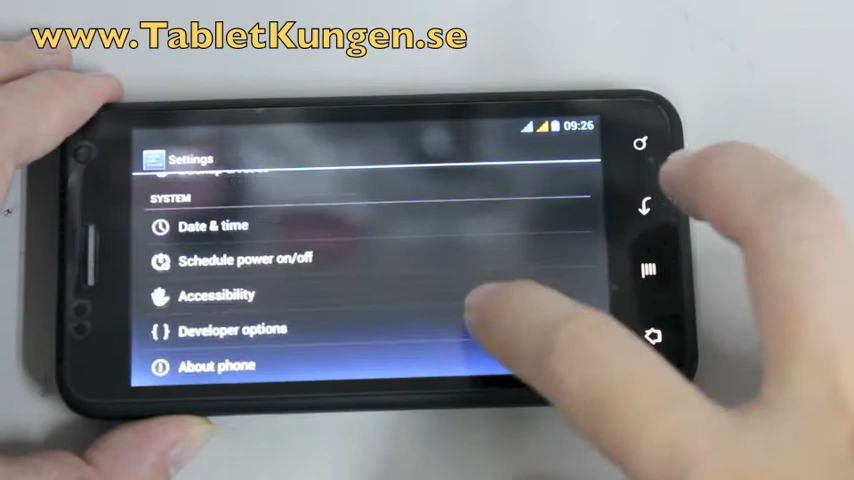 www.TabletKungen.se
09:26
Settings
SYSTEM
Date & time
Schedule power on/off
Accessibility
Developer options
About phone